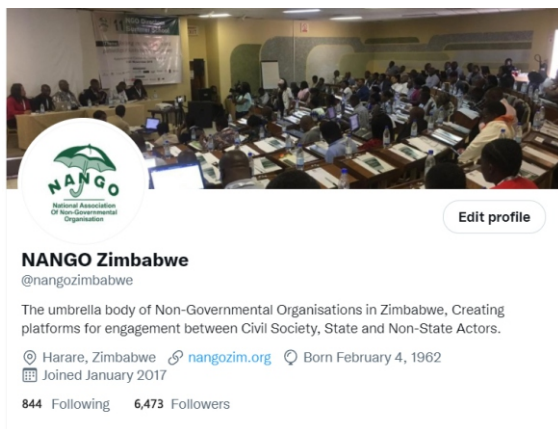 NANGO
National Association
Of Non-Governmental
Organisation
Edit profile
NANGO Zimbabwe
@nangozimbabwe
The umbrella body of Non-Governmental Organisations in Zimbabwe, Creating
platforms for engagement between Civil Society, State and Non-State Actors.
Harare, Zimbabwe nangozim.org Born February 4, 1962
Joined January 2017
844 Following 6,473 Followers